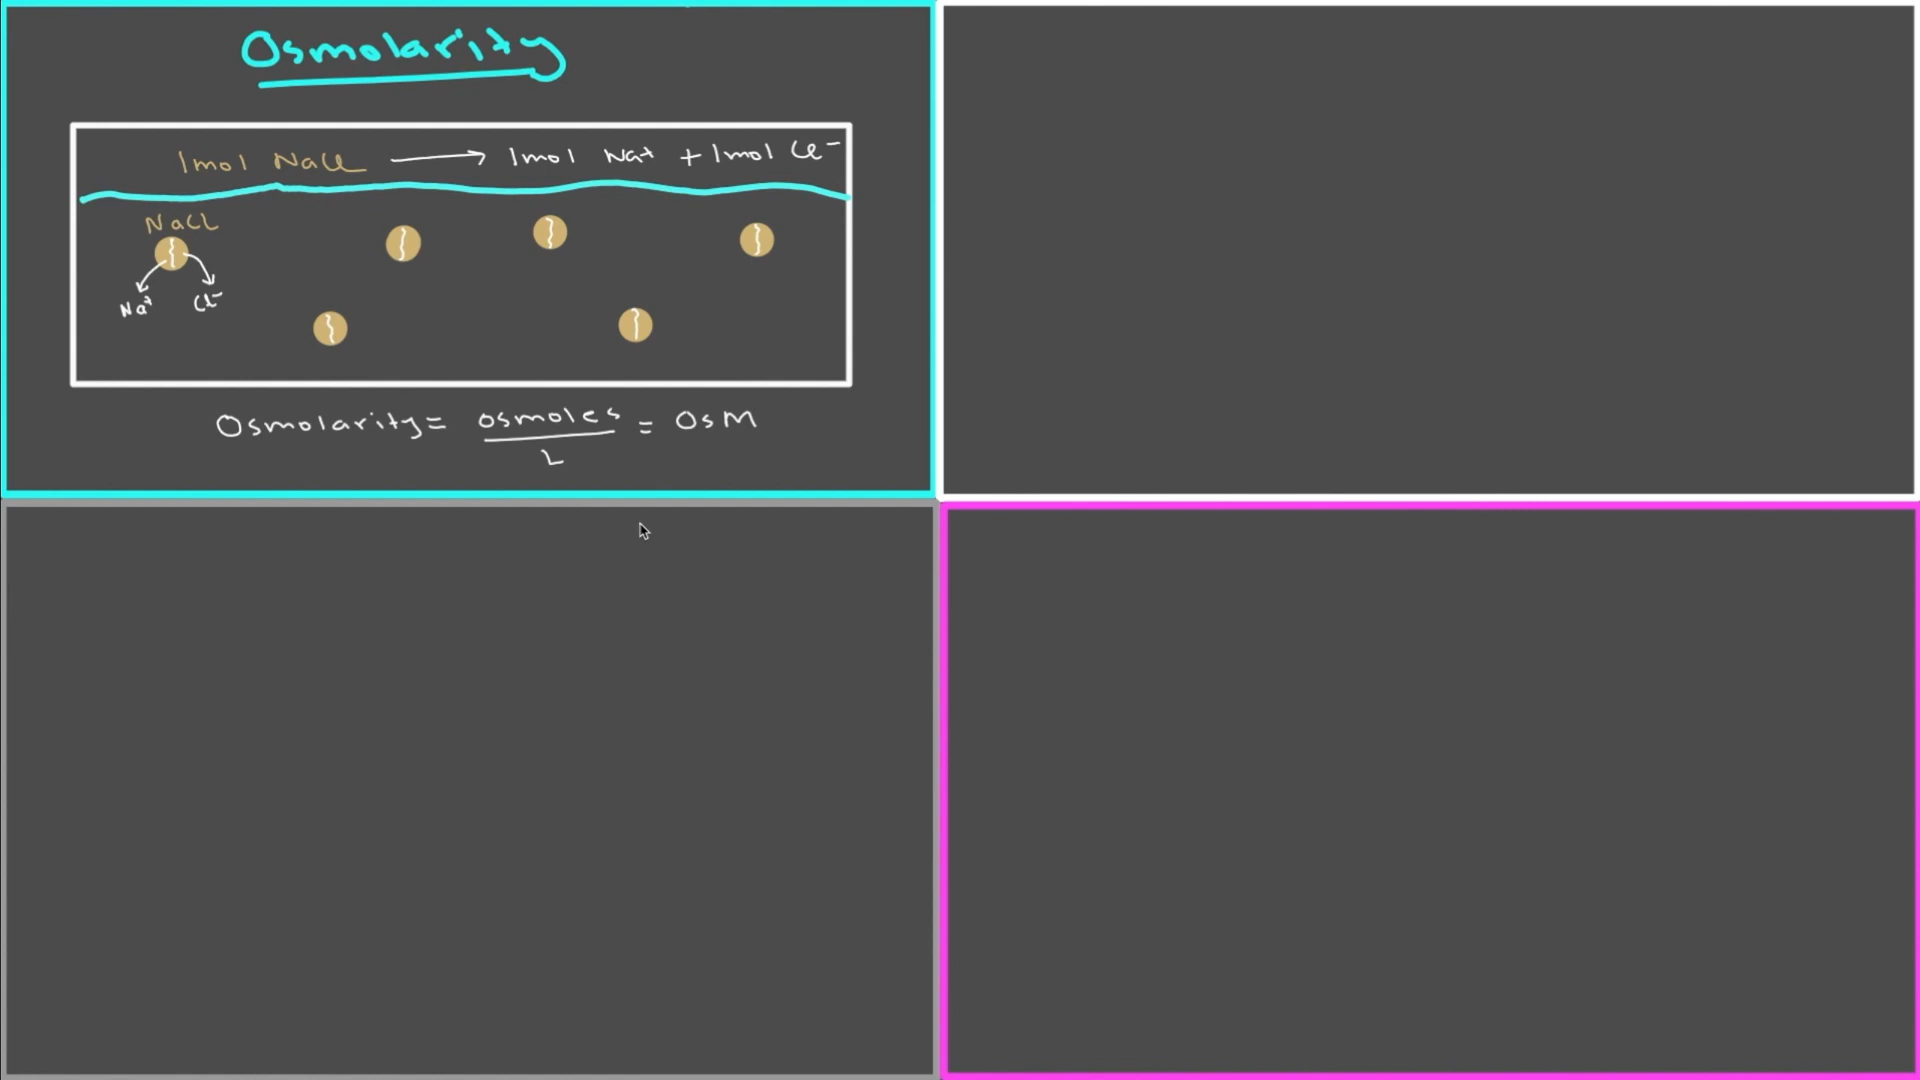 Osmolarity
1mol NaCl → 1mol Na+ + 1mol Cl-
NaCl
Na+ Cl-
Osmolarity = osmoles / L = OsM